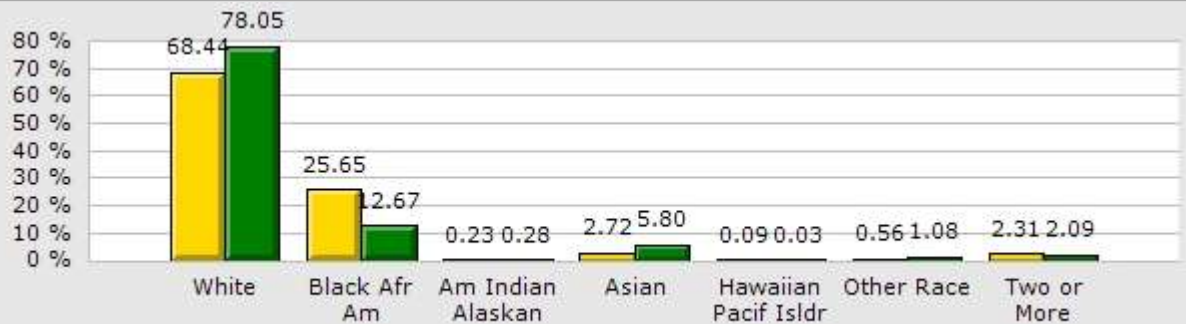 78.05
80 %
68.44
70 %
60 %
50 %
40 %
30 %
25.65
20 %
12.67
10 %
0.23 0.28
2.72 5.80
0.09 0.03
0.56 1.08
2.31 2.09
0 %
White
Black Afr
Am
Am Indian
Alaskan
Asian
Hawaiian
Pacif Isldr
Other Race
Two or
More